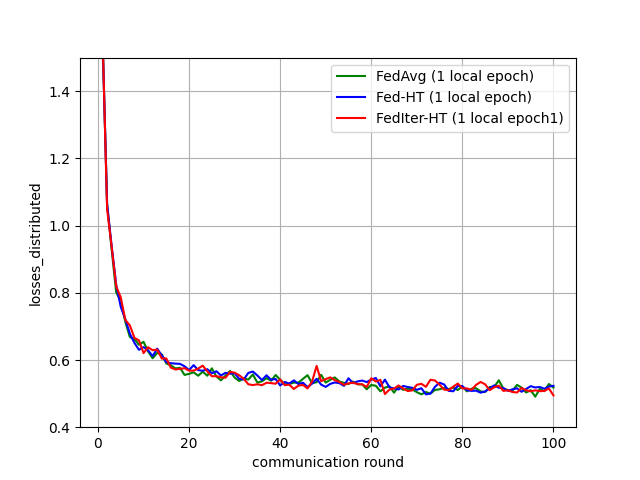 FedAvg (1 local epoch)
Fed-HT (1 local epoch)
FedIter-HT (1 local epoch1)
1.4
1.2
1.0
0.8
0.6
0.4
losses_distributed
0 20 40 60 80 100
communication round